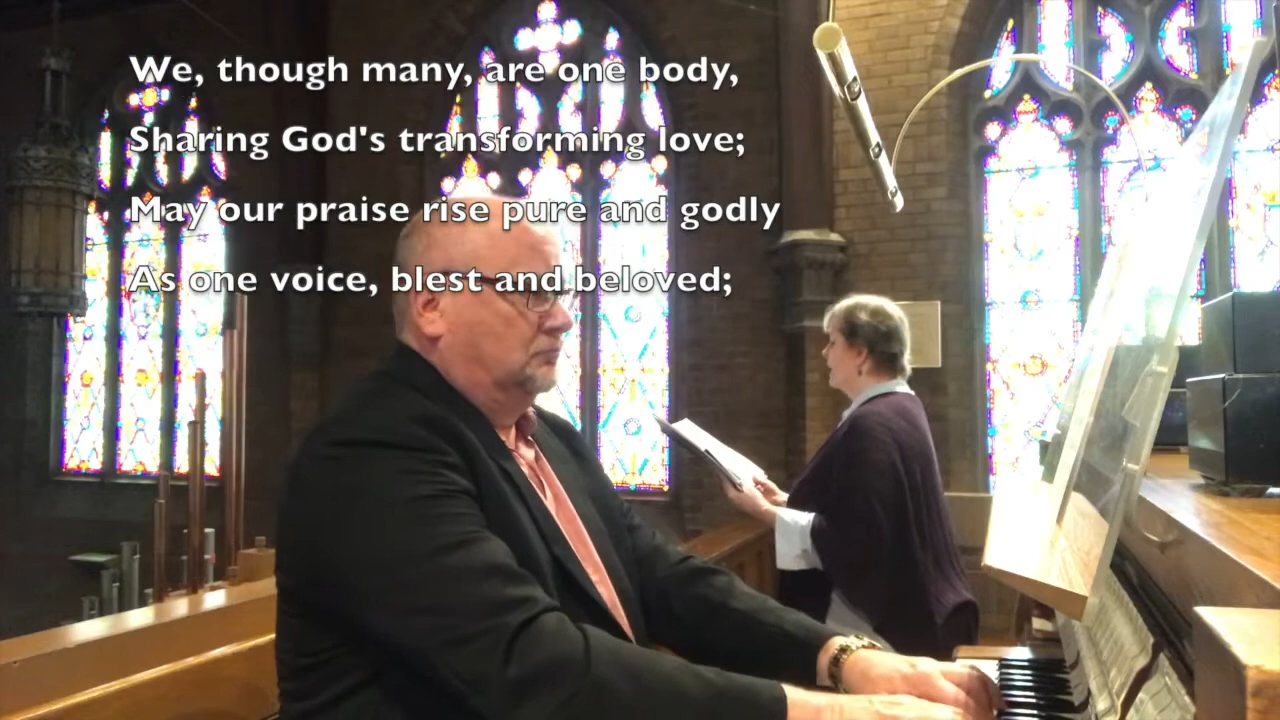 We, though many, are one body,
Sharing God's transforming love;
May our praise rise pure and godly
As one voice, blest and beloved;